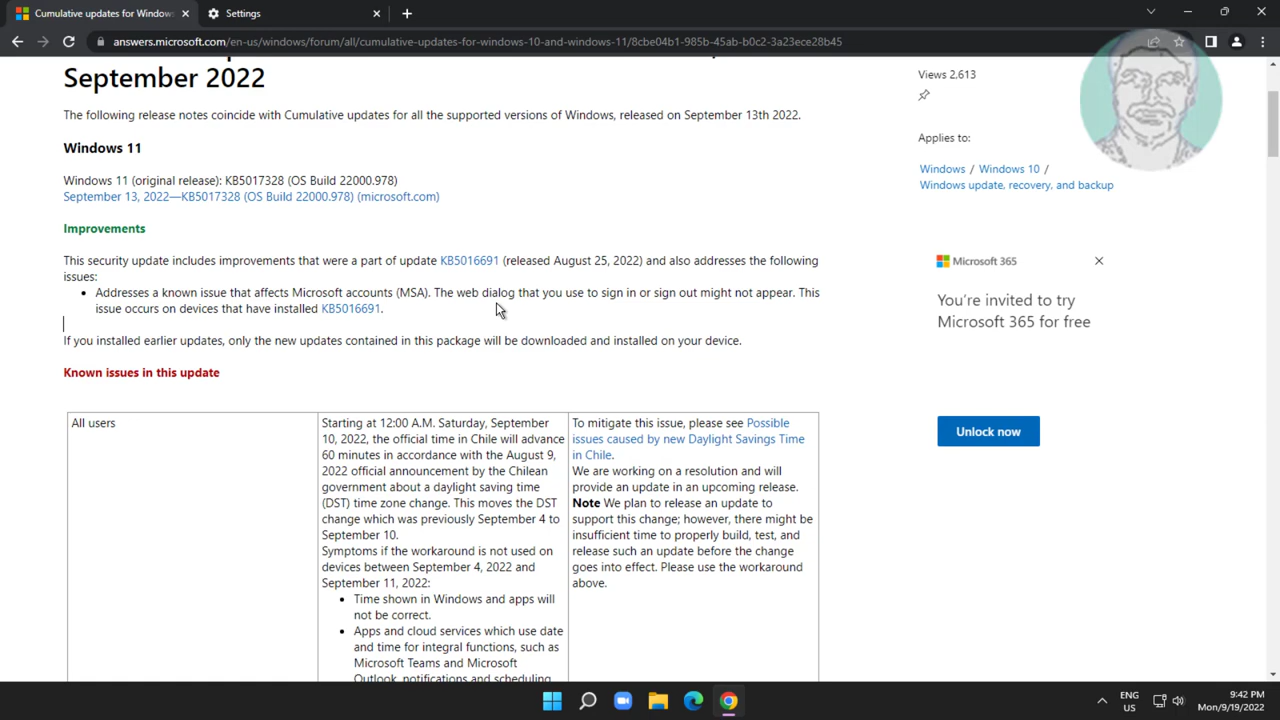 Cumulative updates for Windows
Settings
answers.microsoft.com/en-us/windows/forum/all/cumulative-updates-for-windows-10-and-windows-11/8cbe04b1-985b-45ab-b0c2-3a23ece28b45
September 2022
The following release notes coincide with Cumulative updates for all the supported versions of Windows, released on September 13th 2022.
Windows 11
Windows 11 (original release): KB5017328 (OS Build 22000.978)
September 13, 2022—KB5017328 (OS Build 22000.978) (microsoft.com)
Improvements
This security update includes improvements that were a part of update KB5016691 (released August 25, 2022) and also addresses the following
issues:
• Addresses a known issue that affects Microsoft accounts (MSA). The web dialog that you use to sign in or sign out might not appear. This
issue occurs on devices that have installed KB5016691.
If you installed earlier updates, only the new updates contained in this package will be downloaded and installed on your device.
Known issues in this update
All users
Starting at 12:00 A.M. Saturday, September
10, 2022, the official time in Chile will advance
60 minutes in accordance with the August 9,
2022 official announcement by the Chilean
government about a daylight saving time
(DST) time zone change. This moves the DST
change which was previously September 4 to
September 10.
Symptoms if the workaround is not used on
devices between September 4, 2022 and
September 11, 2022:
• Time shown in Windows and apps will
not be correct.
• Apps and cloud services which use date
and time for integral functions, such as
Microsoft Teams and Microsoft
Outlook, notifications and scheduling
To mitigate this issue, please see Possible
issues caused by new Daylight Savings Time
in Chile.
We are working on a resolution and will
provide an update in an upcoming release.
Note We plan to release an update to
support this change; however, there might be
insufficient time to properly build, test, and
release such an update before the change
goes into effect. Please use the workaround
above.
Views 2.613
Applies to:
Windows / Windows 10 /
Windows update, recovery, and backup
Microsoft 365
You're invited to try
Microsoft 365 for free
Unlock now
ENG
US
9:42 PM
Mon/9/19/2022